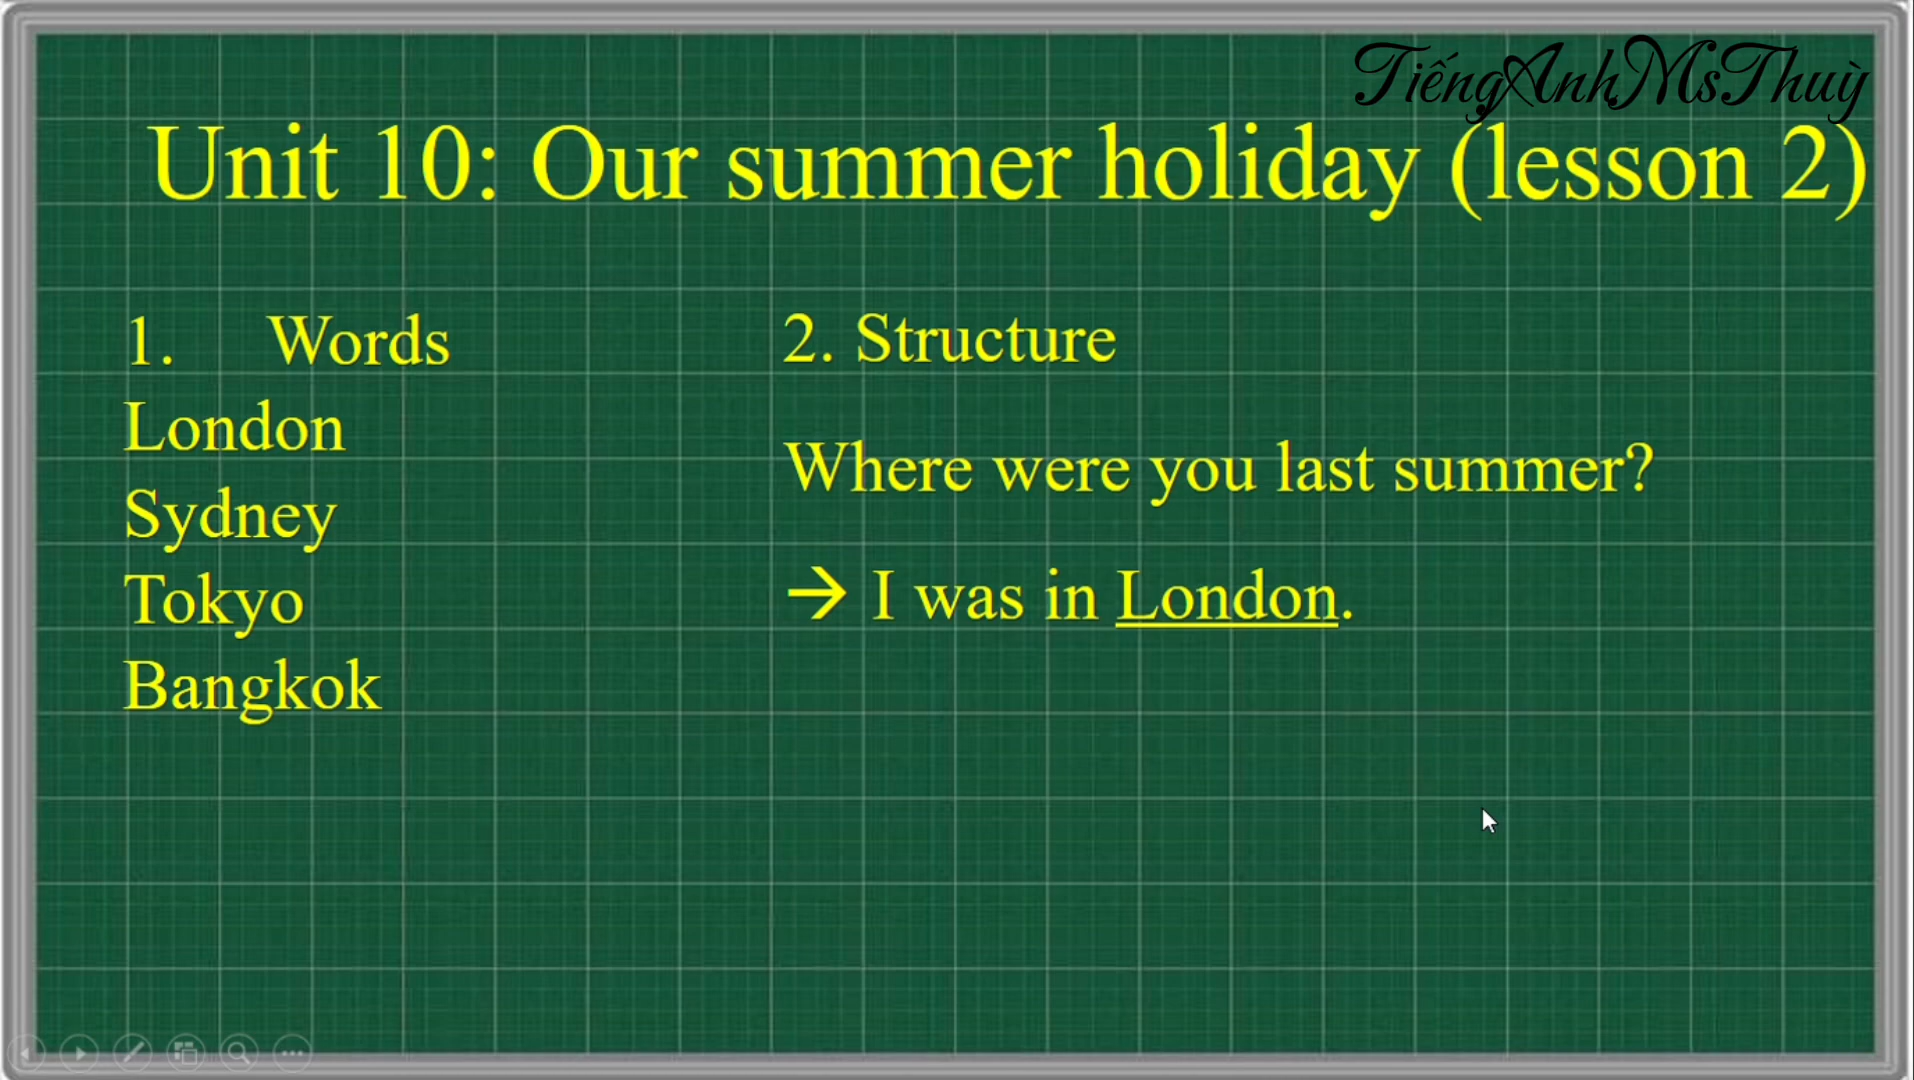 TiếngAnhMsThuỳ
Unit 10: Our summer holiday (lesson 2)
1. Words
London
Sydney
Tokyo
Bangkok
2. Structure
Where were you last summer?
→ I was in London.